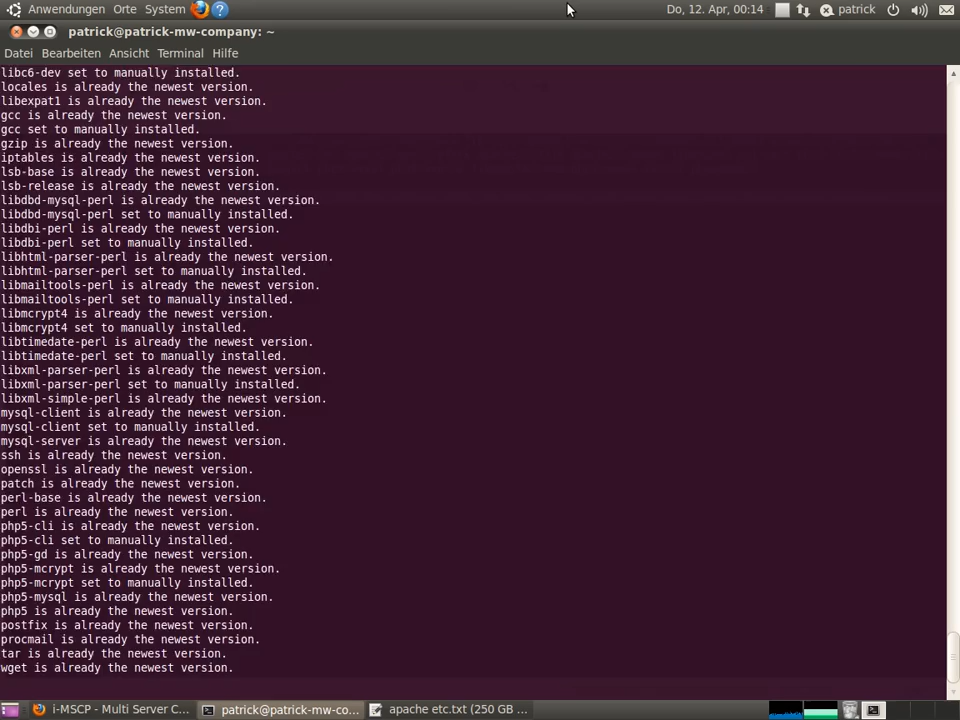 Anwendungen Orte System Do, 12. Apr, 00:14 patrick
patrick@patrick-mw-company: ~
Datei Bearbeiten Ansicht Terminal Hilfe
libc6-dev set to manually installed.
locales is already the newest version.
libexpat1 is already the newest version.
gcc is already the newest version.
gcc set to manually installed.
gzip is already the newest version.
iptables is already the newest version.
lsb-base is already the newest version.
lsb-release is already the newest version.
libdbd-mysql-perl is already the newest version.
libdbd-mysql-perl set to manually installed.
libdbi-perl is already the newest version.
libdbi-perl set to manually installed.
libhtml-parser-perl is already the newest version.
libhtml-parser-perl set to manually installed.
libmailtools-perl is already the newest version.
libmailtools-perl set to manually installed.
libmcrypt4 is already the newest version.
libmcrypt4 set to manually installed.
libtimedate-perl is already the newest version.
libtimedate-perl set to manually installed.
libxml-parser-perl is already the newest version.
libxml-parser-perl set to manually installed.
libxml-simple-perl is already the newest version.
mysql-client is already the newest version.
mysql-client set to manually installed.
mysql-server is already the newest version.
ssh is already the newest version.
openssl is already the newest version.
patch is already the newest version.
perl-base is already the newest version.
perl is already the newest version.
php5-cli is already the newest version.
php5-cli set to manually installed.
php5-gd is already the newest version.
php5-mcrypt is already the newest version.
php5-mcrypt set to manually installed.
php5-mysql is already the newest version.
php5 is already the newest version.
postfix is already the newest version.
procmail is already the newest version.
tar is already the newest version.
wget is already the newest version.
i-MSCP - Multi Server C... patrick@patrick-mw-co... apache etc.txt (250 GB ...